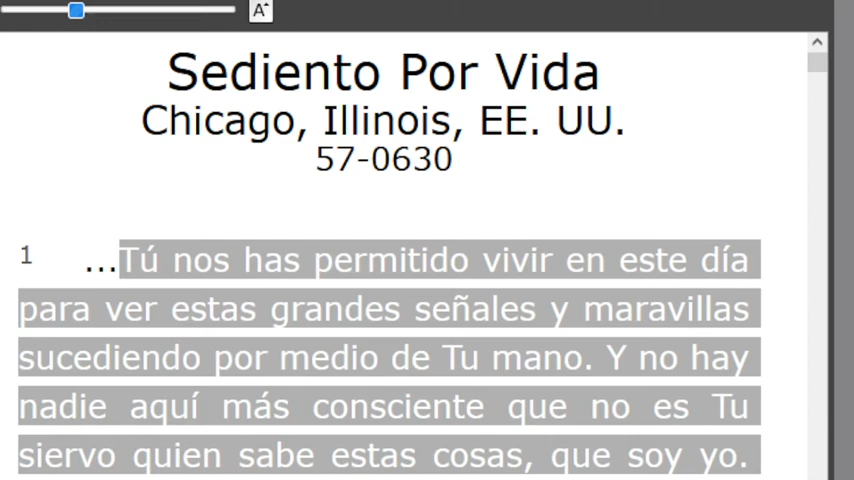 A
Sediento Por Vida
Chicago, Illinois, EE. UU.
57-0630
1 ...Tú nos has permitido vivir en este día
para ver estas grandes señales y maravillas
sucediendo por medio de Tu mano. Y no hay
nadie aquí más consciente que no es Tu
siervo quien sabe estas cosas, que soy yo.